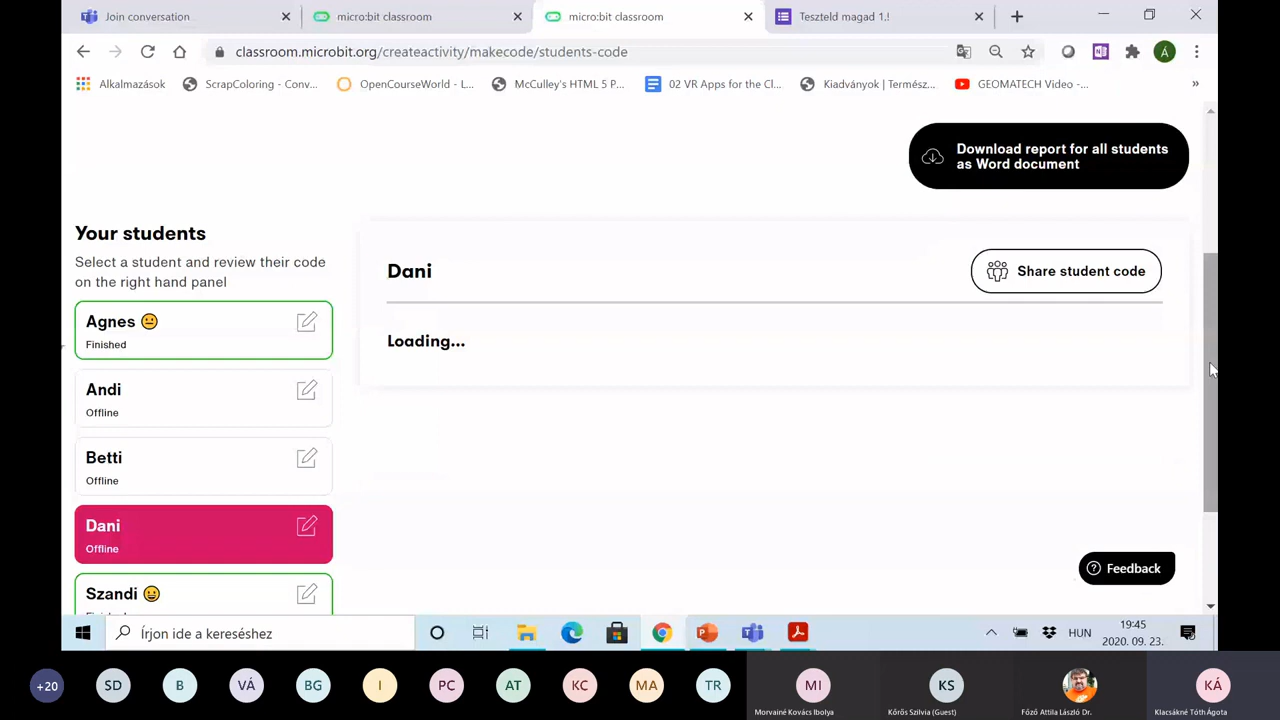 Join conversation
micro:bit classroom
micro:bit classroom
Teszteld magad 1.!
classroom.microbit.org/createactivity/makecode/students-code
Á
Alkalmazások
ScrapColoring - Conv...
OpenCourseWorld - L...
McCulley's HTML 5 P...
02 VR Apps for the Cl...
Kiadványok | Termész...
GEOMATECH Video -...
Download report for all students
as Word document
Your students
Select a student and review their code
on the right hand panel
Agnes
Finished
Andi
Offline
Betti
Offline
Dani
Offline
Szandi
Finished
Dani
Share student code
Loading...
Feedback
Írjon ide a kereséshez
HUN
19:45
2020. 09. 23.
+20
SD
B
VÁ
BG
I
PC
AT
KC
MA
TR
MI
Morvainé Kovács Ibolya
KS
Kőrös Szilvia (Guest)
Főző Attila László Dr.
KÁ
Klacsákné Tóth Ágota